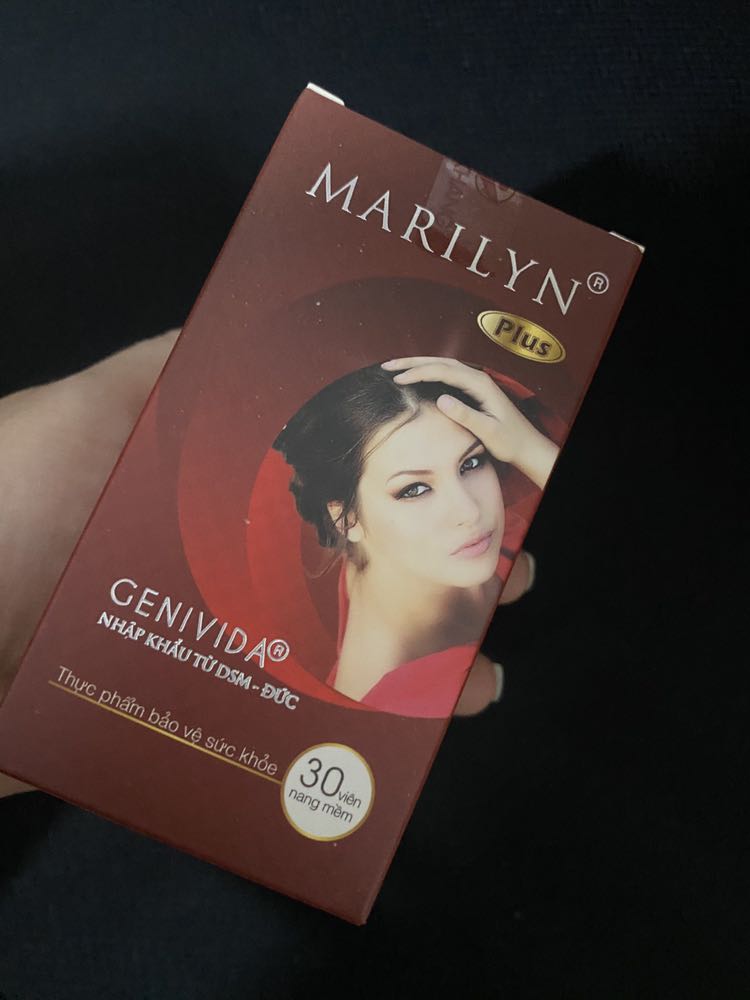 MARILYN®
Plus
GENIVIDA®
NHẬP KHẨU TỪ DSM - ĐỨC
Thực phẩm bảo vệ sức khỏe
30 viên
nang mềm